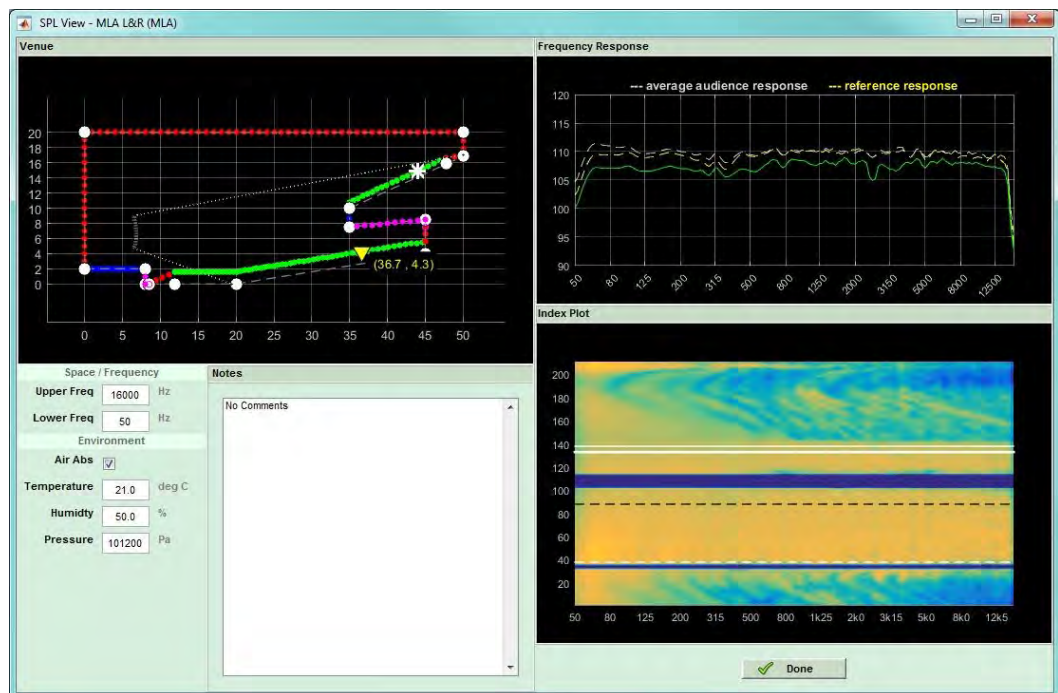 SPL View - MLA L&R (MLA)
Venue
20
18
16
14
12
10
8
6
4
2
0
(36.7 , 4.3)
0 5 10 15 20 25 30 35 40 45 50
Frequency Response
--- average audience response --- reference response
120
115
110
105
100
95
90
50 80 125 200 315 500 800 1250 2000 3150 5000 8000 12500
Space / Frequency
Upper Freq 16000 Hz
Lower Freq 50 Hz
Environment
Air Abs
Temperature 21.0 deg C
Humidty 50.0 %
Pressure 101200 Pa
Notes
No Comments
Index Plot
200
180
160
140
120
100
80
60
40
20
50 80 125 200 315 500 800 1k25 2k0 3k15 5k0 8k0 12k5
Done